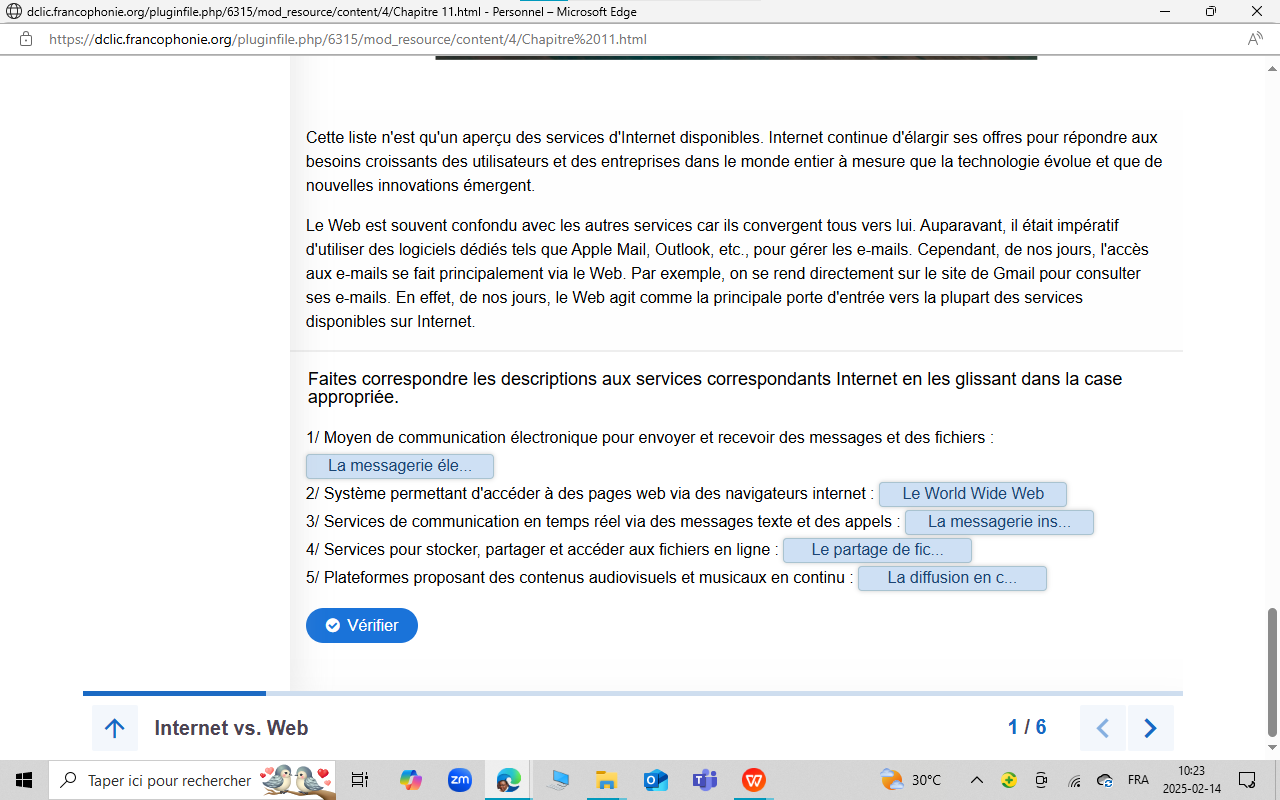 dclic.francophonie.org/pluginfile.php/6315/mod_resource/content/4/Chapitre 11.html - Personnel – Microsoft Edge
https://dclic.francophonie.org/pluginfile.php/6315/mod_resource/content/4/Chapitre%2011.html
Cette liste n'est qu'un aperçu des services d'Internet disponibles. Internet continue d'élargir ses offres pour répondre aux
besoins croissants des utilisateurs et des entreprises dans le monde entier à mesure que la technologie évolue et que de
nouvelles innovations émergent.
Le Web est souvent confondu avec les autres services car ils convergent tous vers lui. Auparavant, il était impératif
d'utiliser des logiciels dédiés tels que Apple Mail, Outlook, etc., pour gérer les e-mails. Cependant, de nos jours, l'accès
aux e-mails se fait principalement via le Web. Par exemple, on se rend directement sur le site de Gmail pour consulter
ses e-mails. En effet, de nos jours, le Web agit comme la principale porte d'entrée vers la plupart des services
disponibles sur Internet.
Faites correspondre les descriptions aux services correspondants Internet en les glissant dans la case
appropriée.
1/ Moyen de communication électronique pour envoyer et recevoir des messages et des fichiers :
La messagerie éle...
2/ Système permettant d'accéder à des pages web via des navigateurs internet : Le World Wide Web
3/ Services de communication en temps réel via des messages texte et des appels : La messagerie ins...
4/ Services pour stocker, partager et accéder aux fichiers en ligne : Le partage de fic...
5/ Plateformes proposant des contenus audiovisuels et musicaux en continu : La diffusion en c...
Vérifier
Internet vs. Web 1 / 6
Taper ici pour rechercher zm 30°C FRA 10:23
2025-02-14